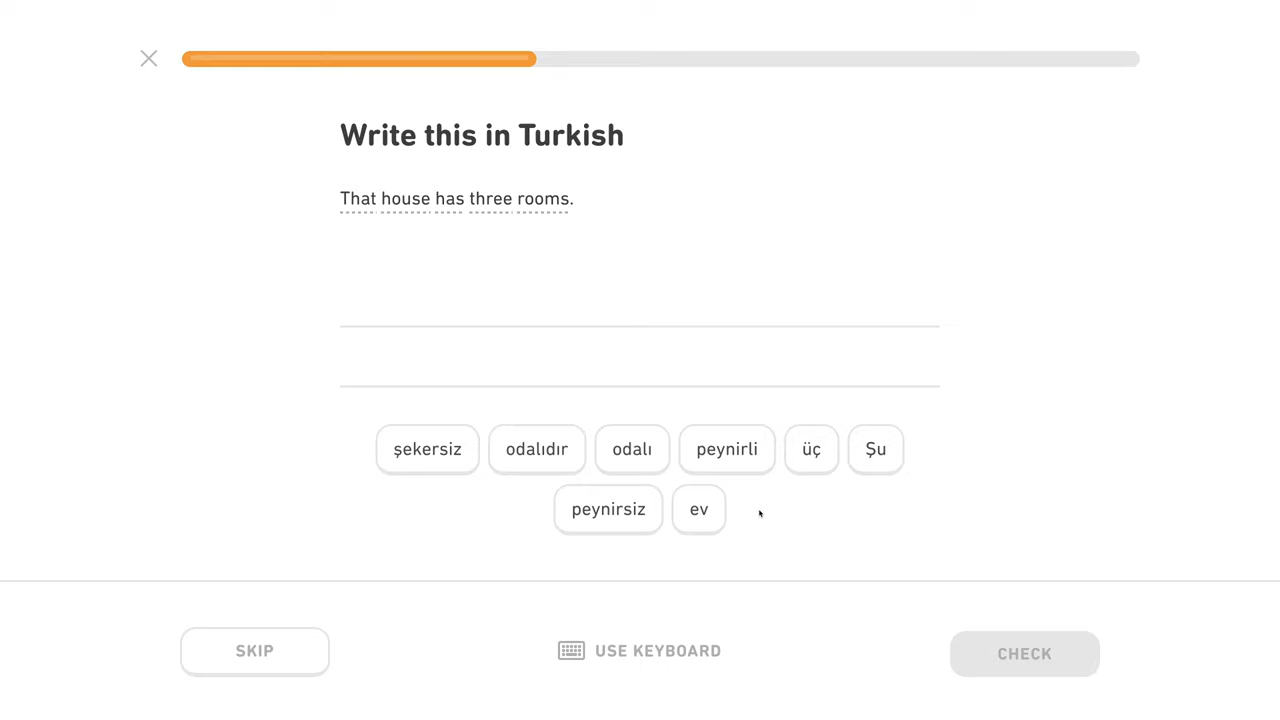 Write this in Turkish
That house has three rooms.
şekersiz odalıdır odalı peynirli üç Şu
peynirsiz ev
SKIP USE KEYBOARD CHECK